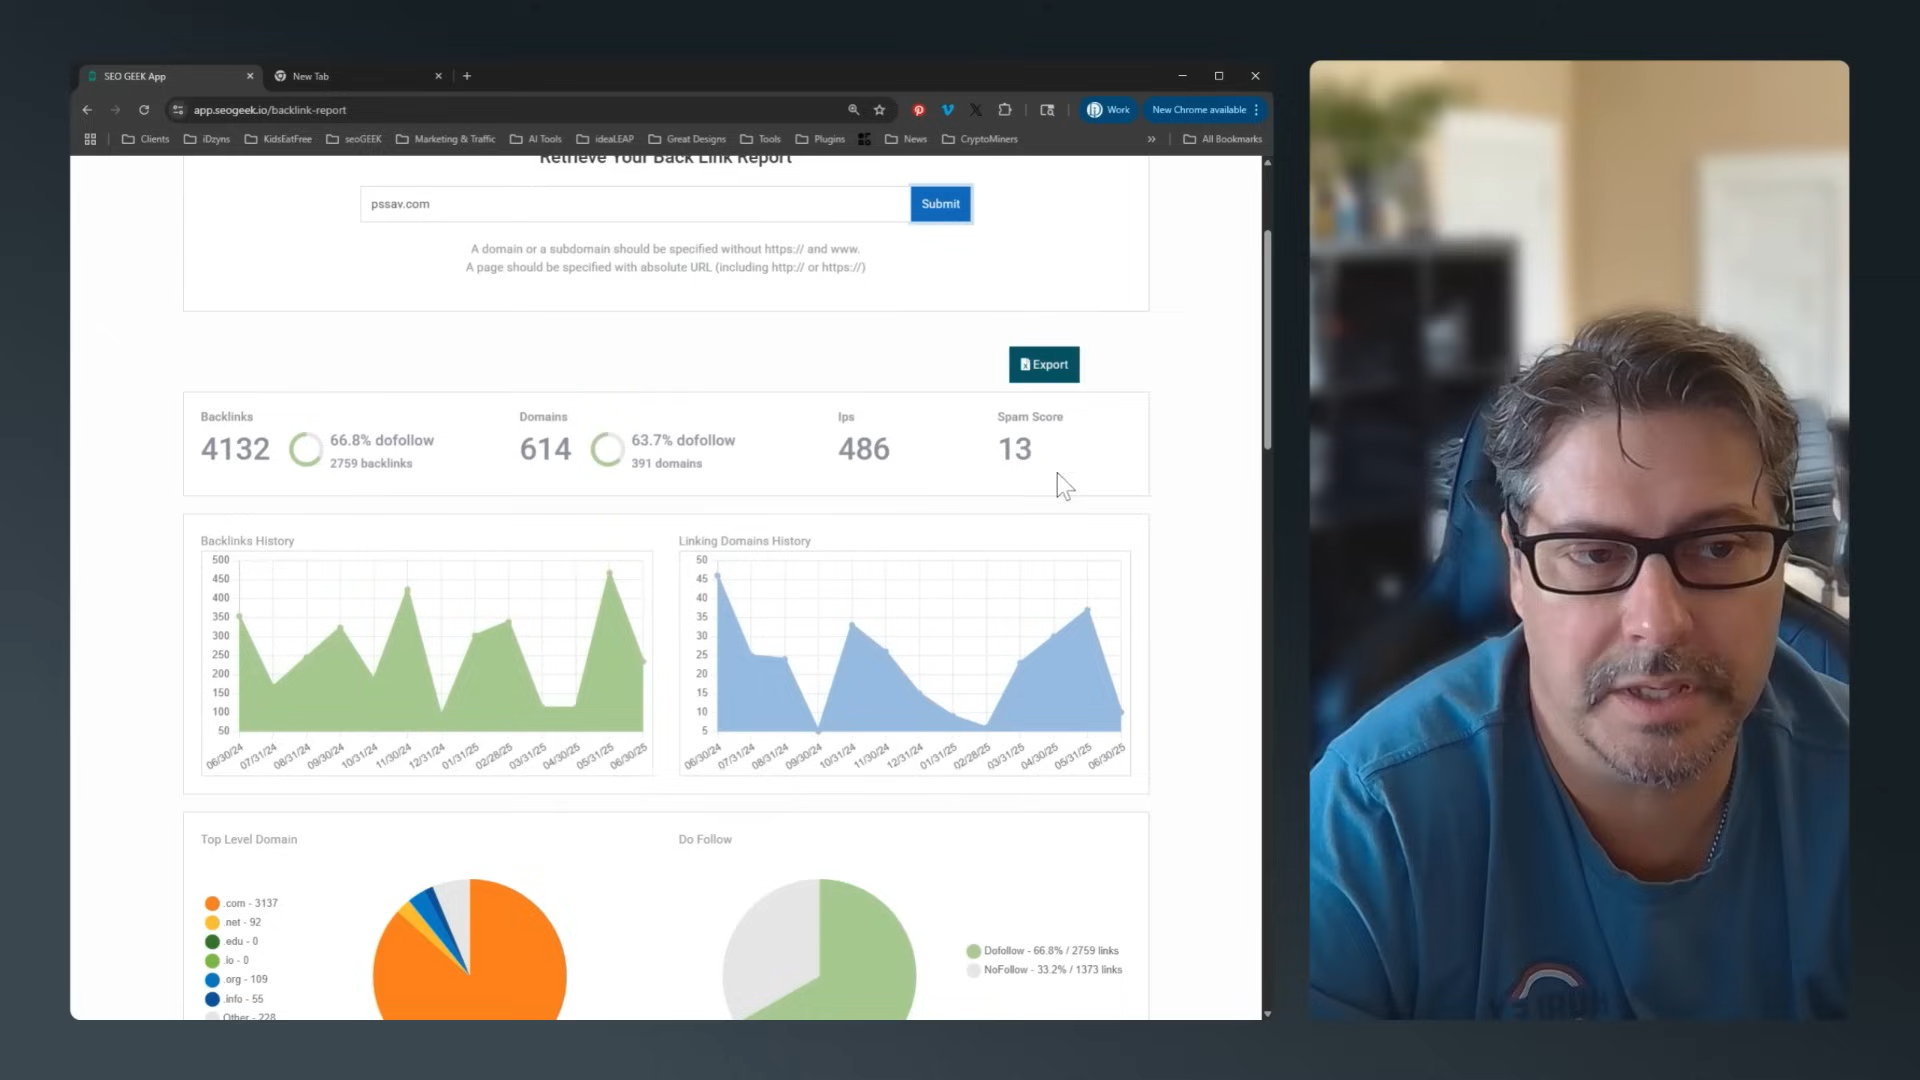 SEO GEEK App
New Tab
app.seogeek.io/backlink-report
Work
New Chrome available
Clients
iDzyns
KidsEatFree
seoGEEK
Marketing & Traffic
AI Tools
ideaLEAP
Great Designs
Tools
Plugins
News
CryptoMiners
All Bookmarks
Retrieve Your Back Link Report
pssav.com
Submit
A domain or a subdomain should be specified without https:// and www.
A page should be specified with absolute URL (including http:// or https://)
Export
Backlinks
4132
66.8% dofollow
2759 backlinks
Domains
614
63.7% dofollow
391 domains
Ips
486
Spam Score
13
Backlinks History
500
450
400
350
300
250
200
150
100
50
06/30/24
07/31/24
08/31/24
09/30/24
10/31/24
11/30/24
12/31/24
01/31/25
02/28/25
03/31/25
04/30/25
05/31/25
06/30/25
Linking Domains History
50
45
40
35
30
25
20
15
10
5
06/30/24
07/31/24
08/31/24
09/30/24
10/31/24
11/30/24
12/31/24
01/31/25
02/28/25
03/31/25
04/30/25
05/31/25
06/30/25
Top Level Domain
.com - 3137
.net - 92
.edu - 0
.io - 0
.org - 109
.info - 55
Other - 228
Do Follow
Dofollow - 66.8% / 2759 links
NoFollow - 33.2% / 1373 links